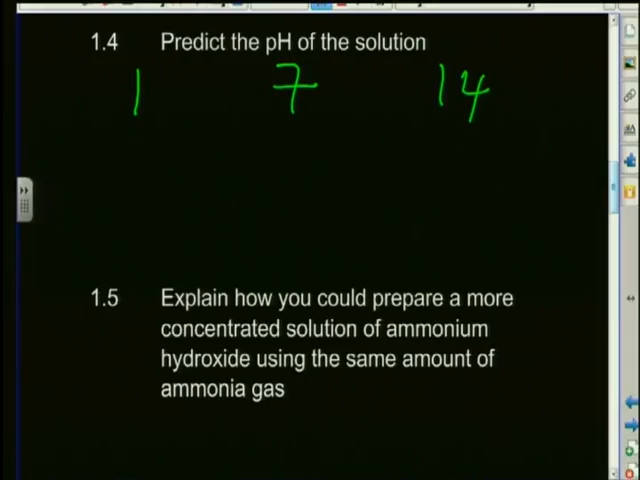 1.4 Predict the pH of the solution
1 7 14
1.5 Explain how you could prepare a more
concentrated solution of ammonium
hydroxide using the same amount of
ammonia gas